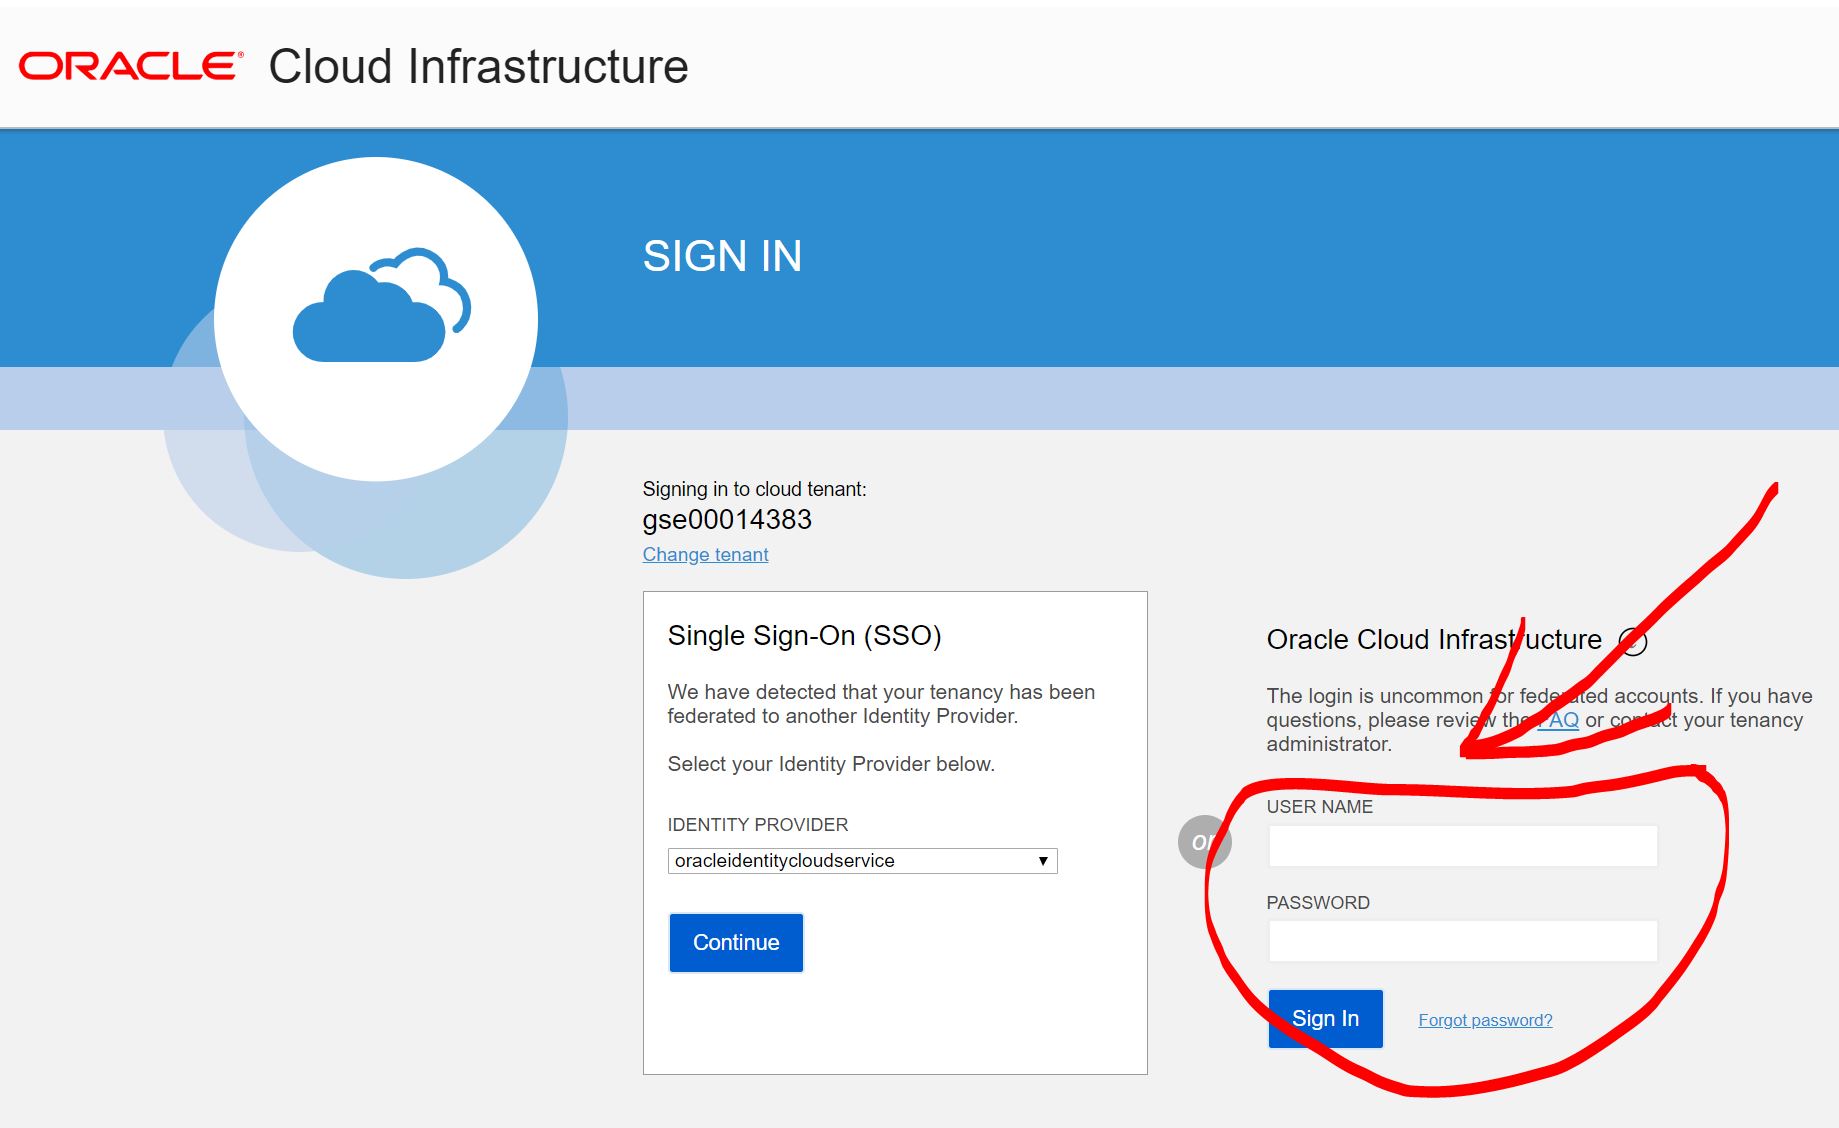 ORACLE® Cloud Infrastructure
SIGN IN
Signing in to cloud tenant:
gse00014383
Change tenant
Single Sign-On (SSO)
We have detected that your tenancy has been
federated to another Identity Provider.
Select your Identity Provider below.
IDENTITY PROVIDER
oracleidentitycloudservice
Continue
or
Oracle Cloud Infrastructure
The login is uncommon for federated accounts. If you have
questions, please review the FAQ or contact your tenancy
administrator.
USER NAME
PASSWORD
Sign In
Forgot password?